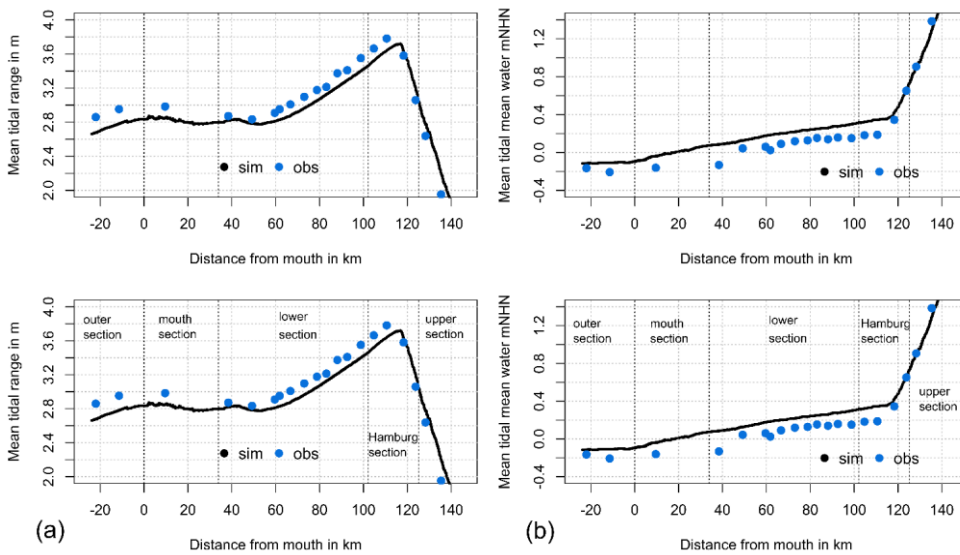 Mean tidal range in m
4.0
3.6
3.2
2.8
2.4
2.0
sim obs
-20 0 20 40 60 80 100 120 140
Distance from mouth in km
Mean tidal mean water mNHN
1.2
0.8
0.4
0.0
-0.4
sim obs
-20 0 20 40 60 80 100 120 140
Distance from mouth in km
Mean tidal range in m
4.0
3.6
3.2
2.8
2.4
2.0
outer
section
mouth
section
lower
section
upper
section
Hamburg
section
sim obs
-20 0 20 40 60 80 100 120 140
(a)
Distance from mouth in km
Mean tidal mean water mNHN
1.2
0.8
0.4
0.0
-0.4
outer
section
mouth
section
lower
section
Hamburg
section
upper
section
sim obs
-20 0 20 40 60 80 100 120 140
(b)
Distance from mouth in km